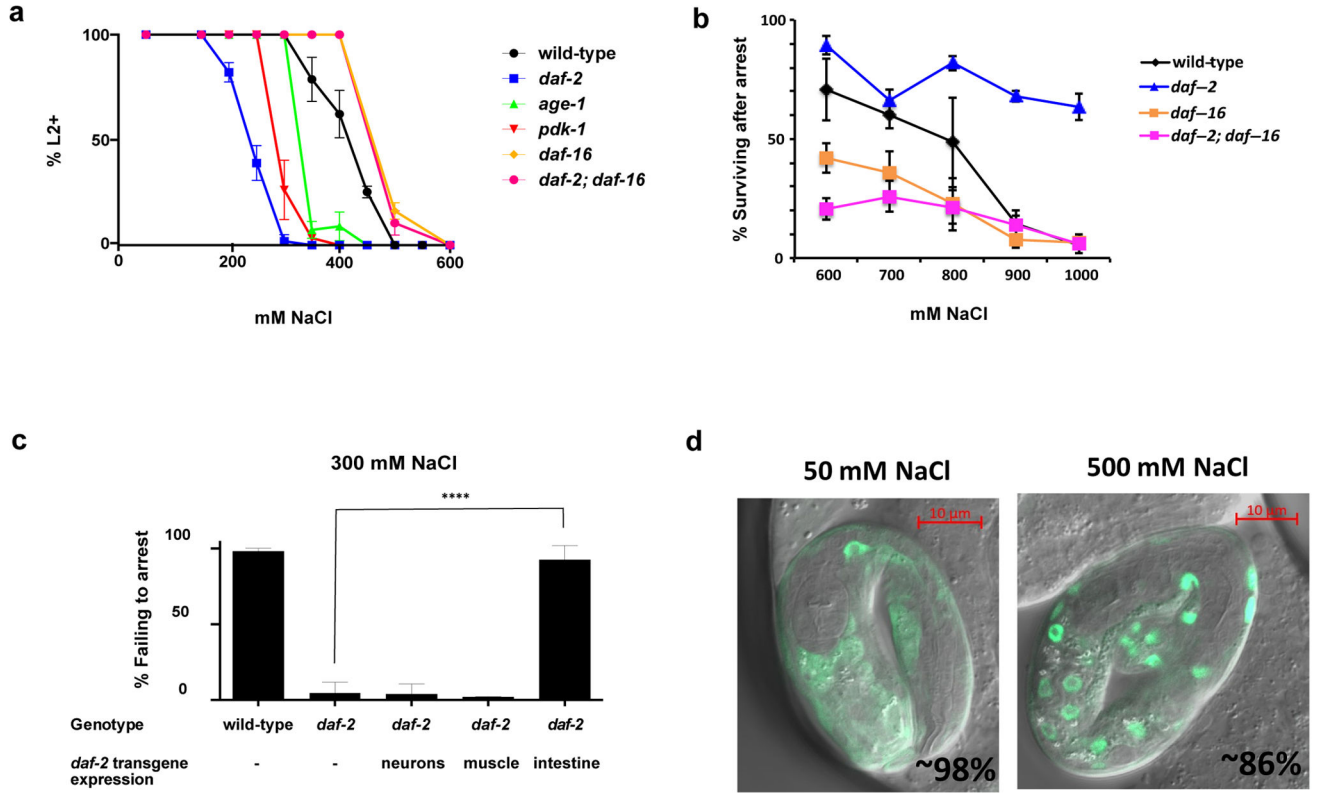 a
100
50
0
% L2+
0 200 400 600
mM NaCl
wild-type
daf-2
age-1
pdk-1
daf-16
daf-2; daf-16
b
100
50
0
% Surviving after arrest
600 700 800 900 1000
mM NaCl
wild-type
daf–2
daf–16
daf–2; daf–16
c
300 mM NaCl
****
100
50
0
% Failing to arrest
Genotype wild-type daf-2 daf-2 daf-2 daf-2
daf-2 transgene
expression - - neurons muscle intestine
d
50 mM NaCl
10 µm
~98%
500 mM NaCl
10 µm
~86%